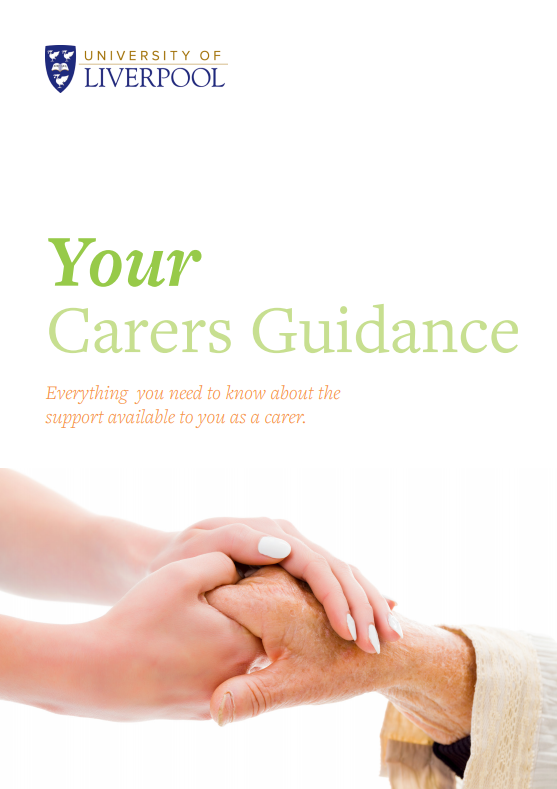 UNIVERSITY OF
LIVERPOOL
Your
Carers Guidance
Everything you need to know about the
support available to you as a carer.